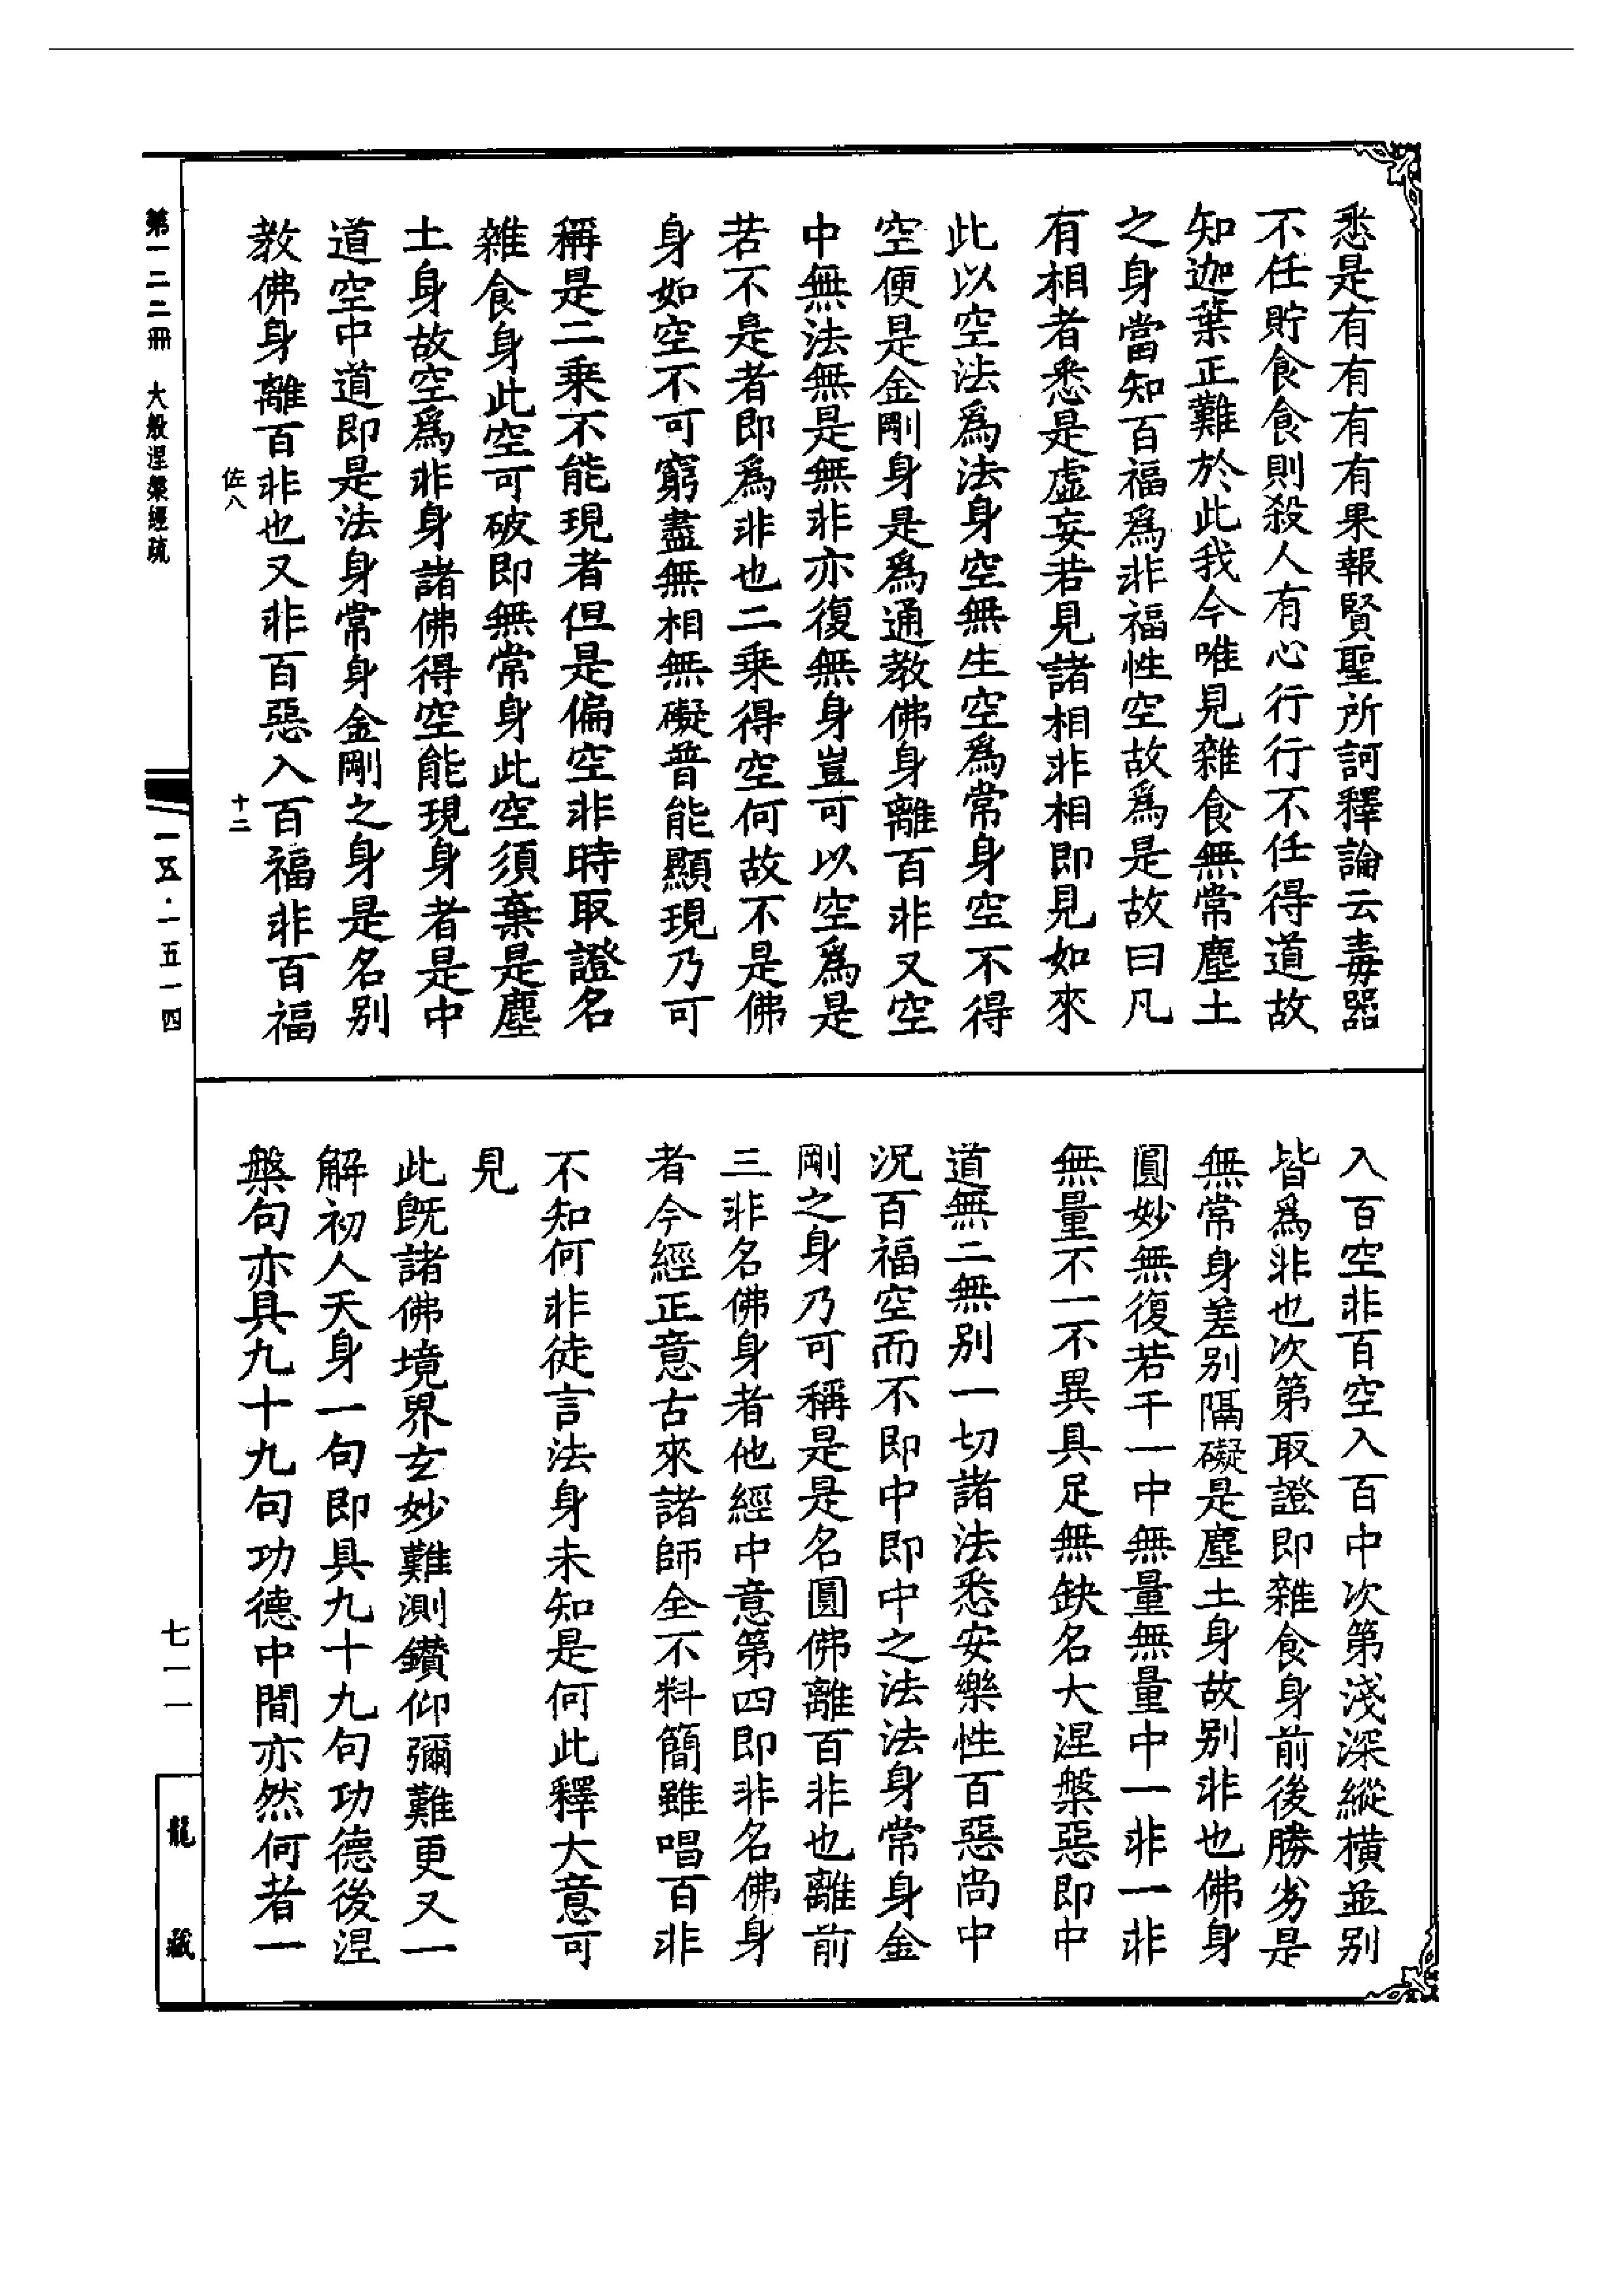 悉是有有有有有果報賢聖所訶釋論云毒器
不任貯食食則殺人有心行行不任得道故
知迦葉正難於此我今唯見雜食無常塵土
之身當知百福爲非福性空故爲是故曰凡
有相者悉是虛妄若見諸相非相即見如來
此以空法爲法身空無生空爲常身空不得
空便是金剛身是爲通教佛身離百非又空
中無法無是無非亦復無身豈可以空爲是
若不是者即爲非也二乘得空何故不是佛
身如空不可窮盡無相無礙普能顯現乃可
稱是二乘不能現者但是偏空非時取證名
雜食身此空可破即無常身此空須棄是塵
土身故空爲非身諸佛得空能現身者是中
道空中道即是法身常身金剛之身是名別
教佛身離百非也又非百惡入百福非百福
入百空非百空入百中次第淺深縱橫並別
皆爲非也次第取證即雜食身前後勝劣是
無常身差別隔礙是塵土身故別非也佛身
圓妙無復若干一中無量無量中一非一非
無量不一不異具足無缺名大涅槃惡即中
道無二無別一切諸法悉安樂性百惡尚中
況百福空而不即中即中之法法身常身金
剛之身乃可稱是是名圓佛離百非也離前
三非名佛身者他經中意第四即非名佛身
者今經正意古來諸師全不料簡雖唱百非
不知何非徒言法身未知是何此釋大意可
見
此既諸佛境界玄妙難測鑽仰彌難更又一
解初人天身一句即具九十九句功德後涅
槃句亦具九十九句功德中間亦然何者一
第一二二冊 大般涅槃經疏
佐八
十二
一五·一五一四
七一一
龍藏